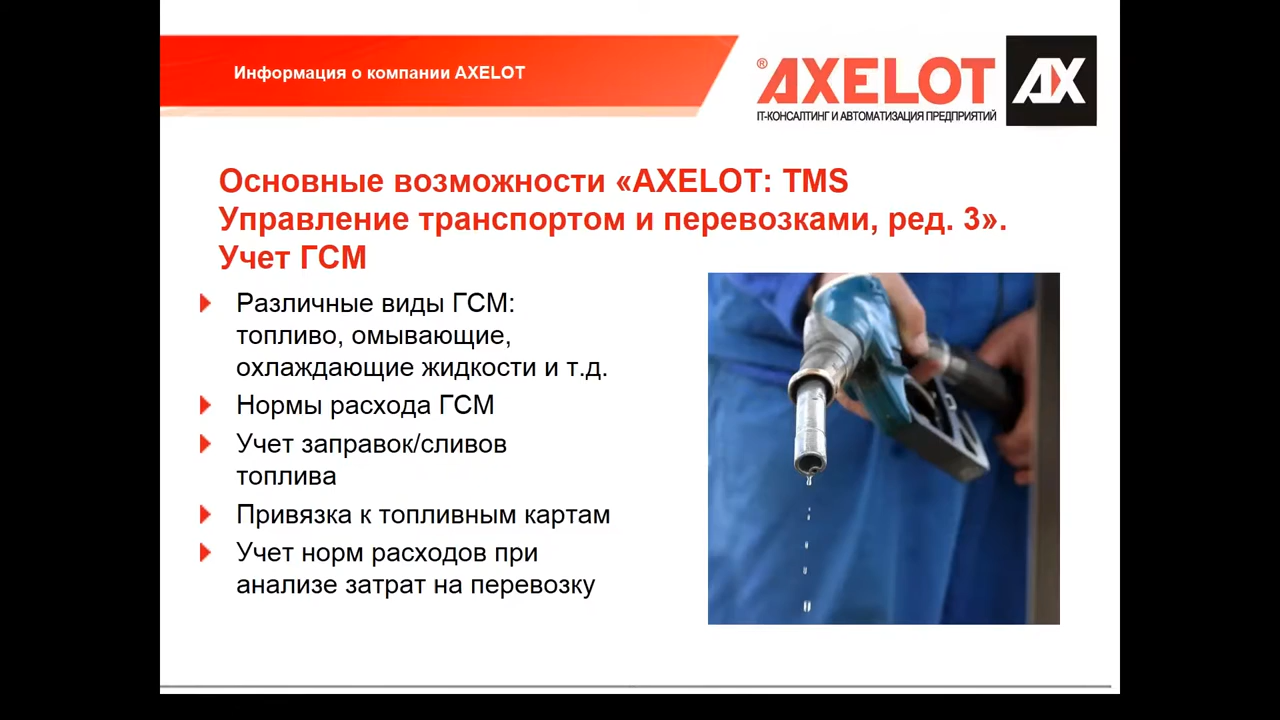 Информация о компании AXELOT
®AXELOT AX
IT-КОНСАЛТИНГ И АВТОМАТИЗАЦИЯ ПРЕДПРИЯТИЙ
Основные возможности «AXELOT: TMS
Управление транспортом и перевозками, ред. 3».
Учет ГСМ
Различные виды ГСМ:
топливо, омывающие,
охлаждающие жидкости и т.д.
Нормы расхода ГСМ
Учет заправок/сливов
топлива
Привязка к топливным картам
Учет норм расходов при
анализе затрат на перевозку